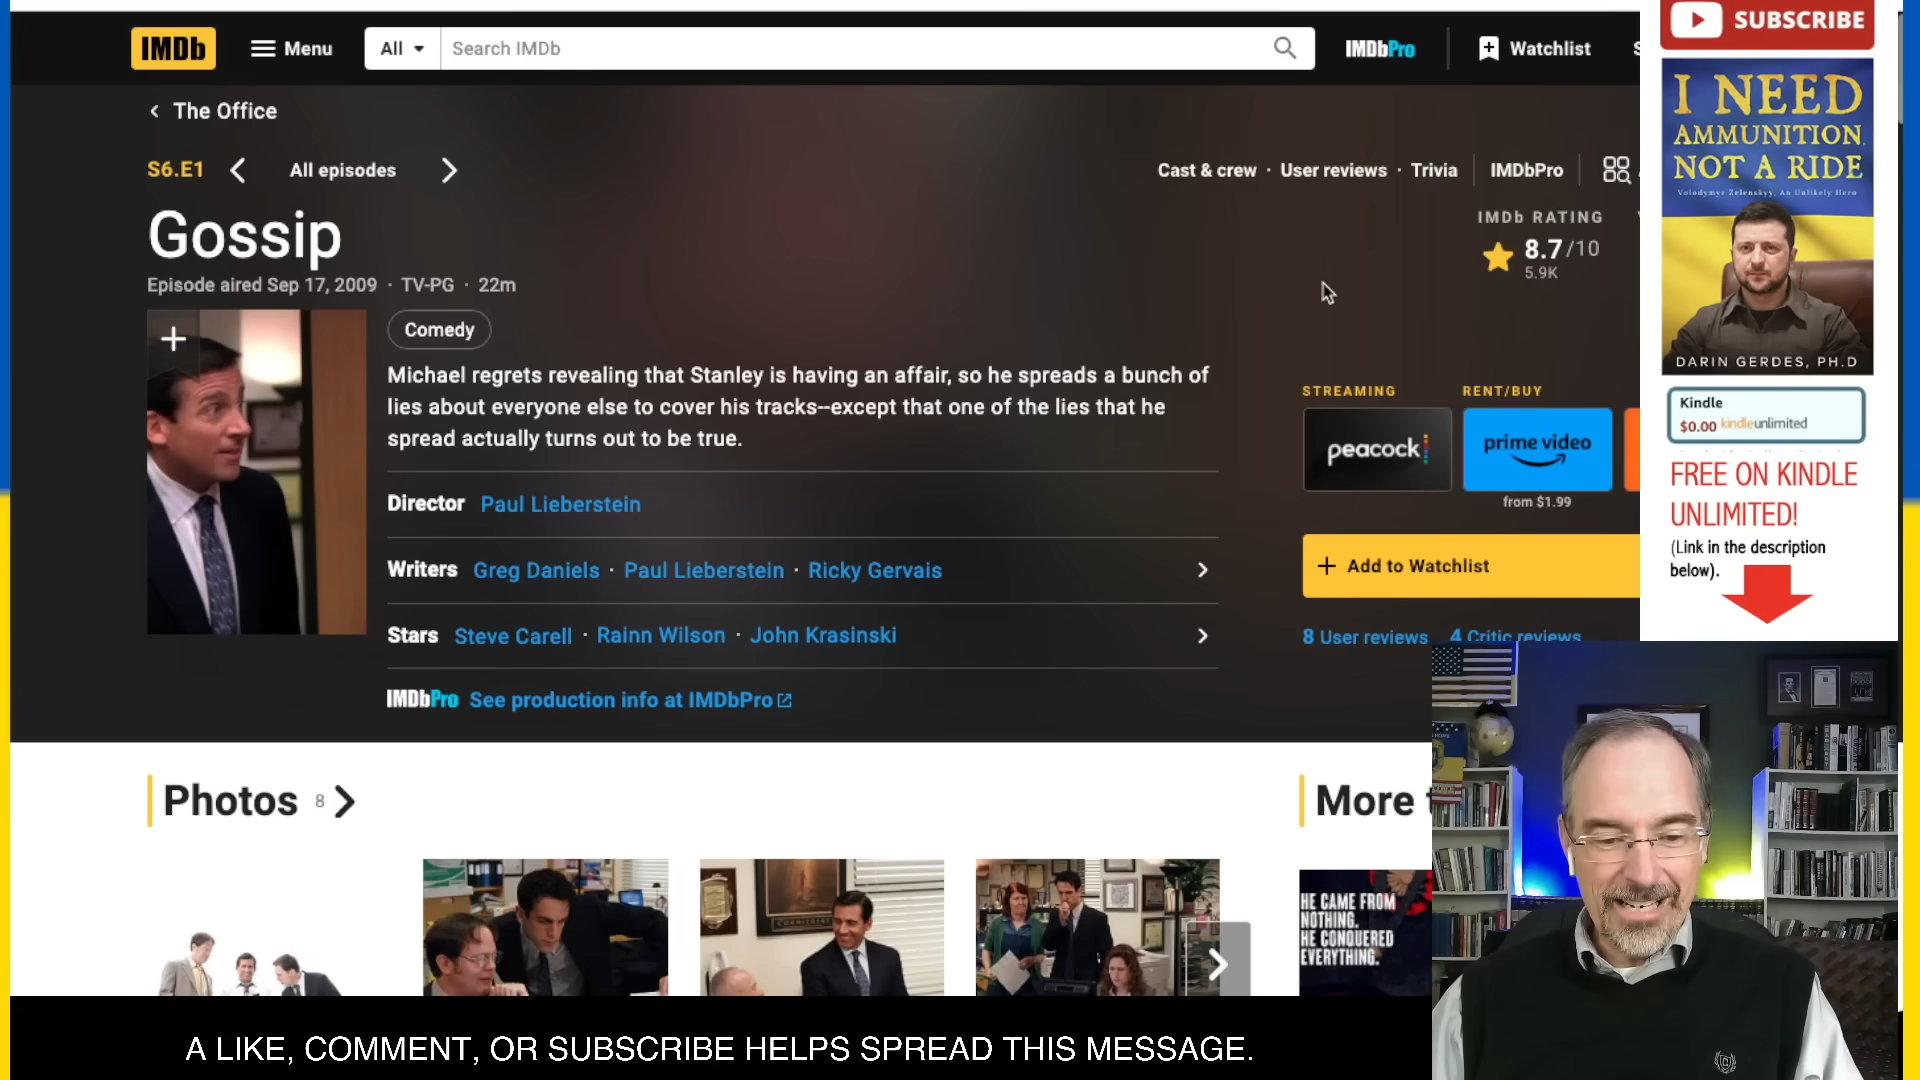 IMDb
Menu
All
Search IMDb
IMDbPro
Watchlist
The Office
S6.E1
All episodes
Cast & crew · User reviews · Trivia
IMDbPro
Gossip
Episode aired Sep 17, 2009 · TV-PG · 22m
IMDb RATING
8.7/10
5.9K
Comedy
Michael regrets revealing that Stanley is having an affair, so he spreads a bunch of
lies about everyone else to cover his tracks--except that one of the lies that he
spread actually turns out to be true.
Director Paul Lieberstein
Writers Greg Daniels · Paul Lieberstein · Ricky Gervais
Stars Steve Carell · Rainn Wilson · John Krasinski
IMDbPro See production info at IMDbPro
STREAMING
peacock
RENT/BUY
prime video
from $1.99
+ Add to Watchlist
8 User reviews
4 Critic reviews
Photos 8
More
HE CAME FROM
NOTHING.
HE CONQUERED
EVERYTHING.
SUBSCRIBE
I NEED
AMMUNITION,
NOT A RIDE
Volodymyr Zelenskyy, An Unlikely Hero
DARIN GERDES, PH.D
Kindle
$0.00 kindleunlimited
FREE ON KINDLE
UNLIMITED!
(Link in the description
below).
A LIKE, COMMENT, OR SUBSCRIBE HELPS SPREAD THIS MESSAGE.